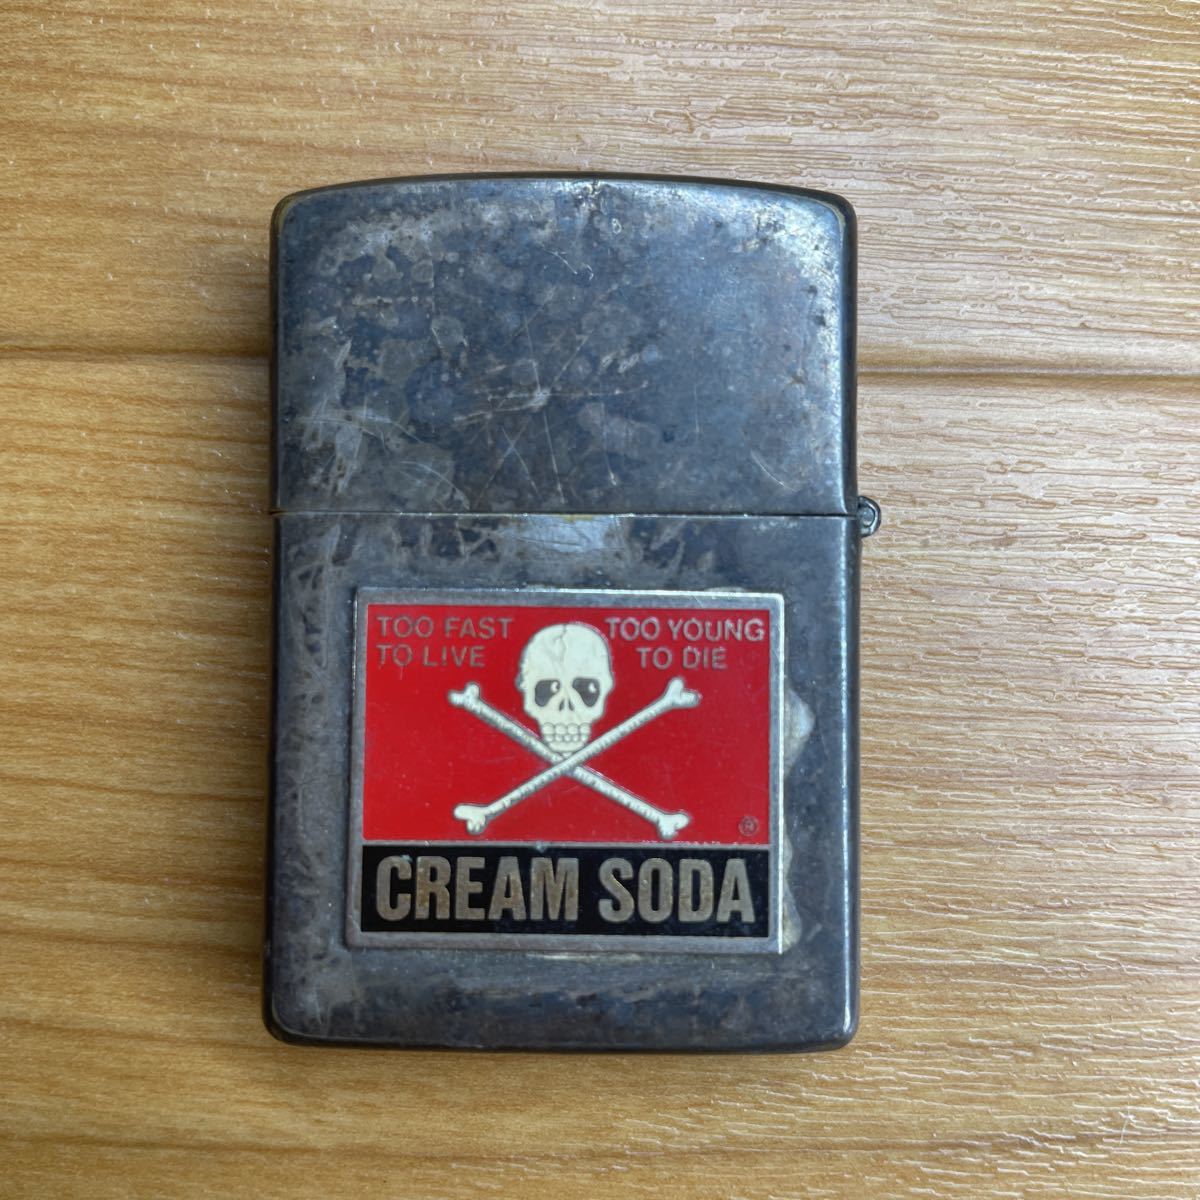 TOO FAST
TO LIVE
TOO YOUNG
TO DIE
®
CREAM SODA